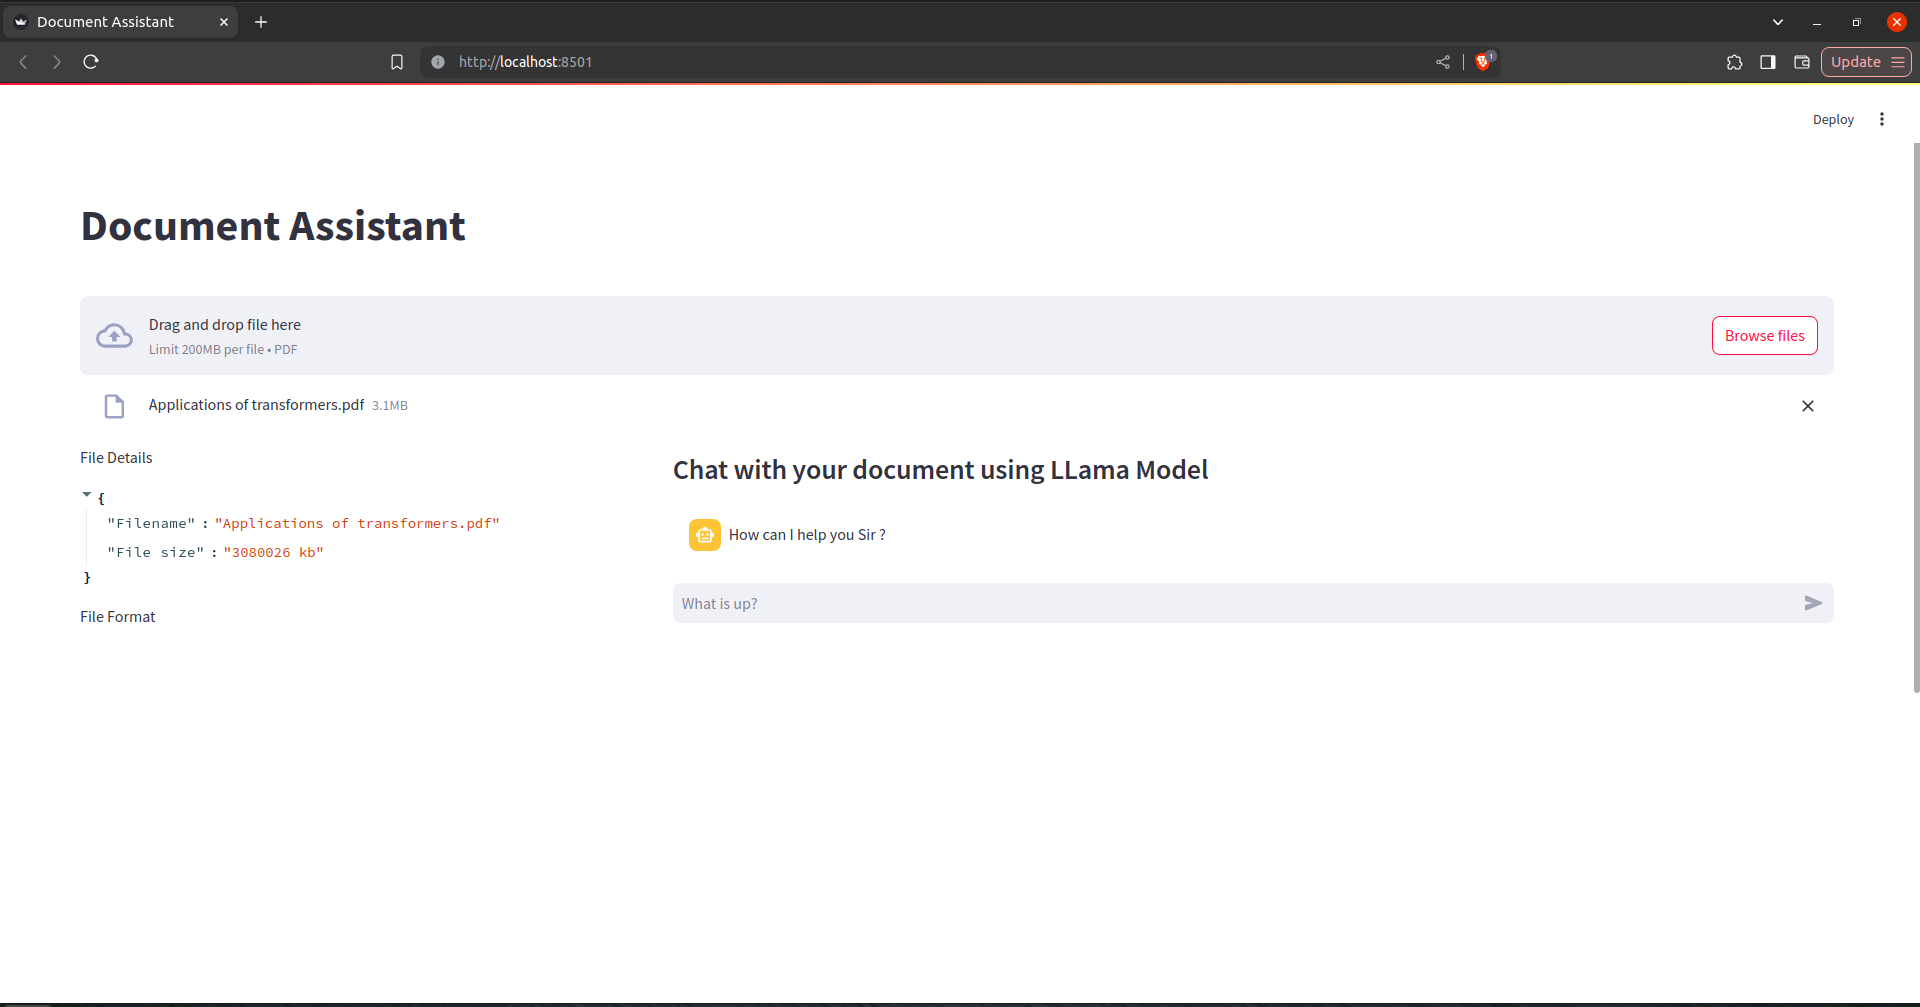 Document Assistant
http://localhost:8501
1
Update
Deploy
Document Assistant
Drag and drop file here
Limit 200MB per file • PDF
Browse files
Applications of transformers.pdf 3.1MB
File Details
{
"Filename" : "Applications of transformers.pdf"
"File size" : "3080026 kb"
}
File Format
Chat with your document using LLama Model
How can I help you Sir ?
What is up?